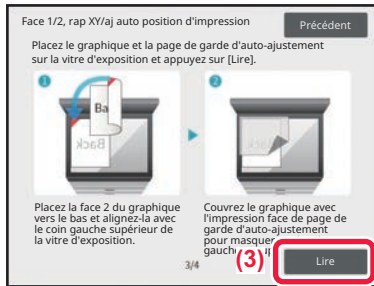 Face 1/2, rap XY/aj auto position d'impression
Précédent
Placez le graphique et la page de garde d'auto-ajustement
sur la vitre d'exposition et appuyez sur [Lire].
1
2
Ba
Back
Back
Placez la face 2 du graphique
vers le bas et alignez-la avec
le coin gauche supérieur de
la vitre d'exposition.
Couvrez le graphique avec
l'impression face de page de
garde d'auto-ajustement
pour masquer
gauche
3/4
(3)
Lire